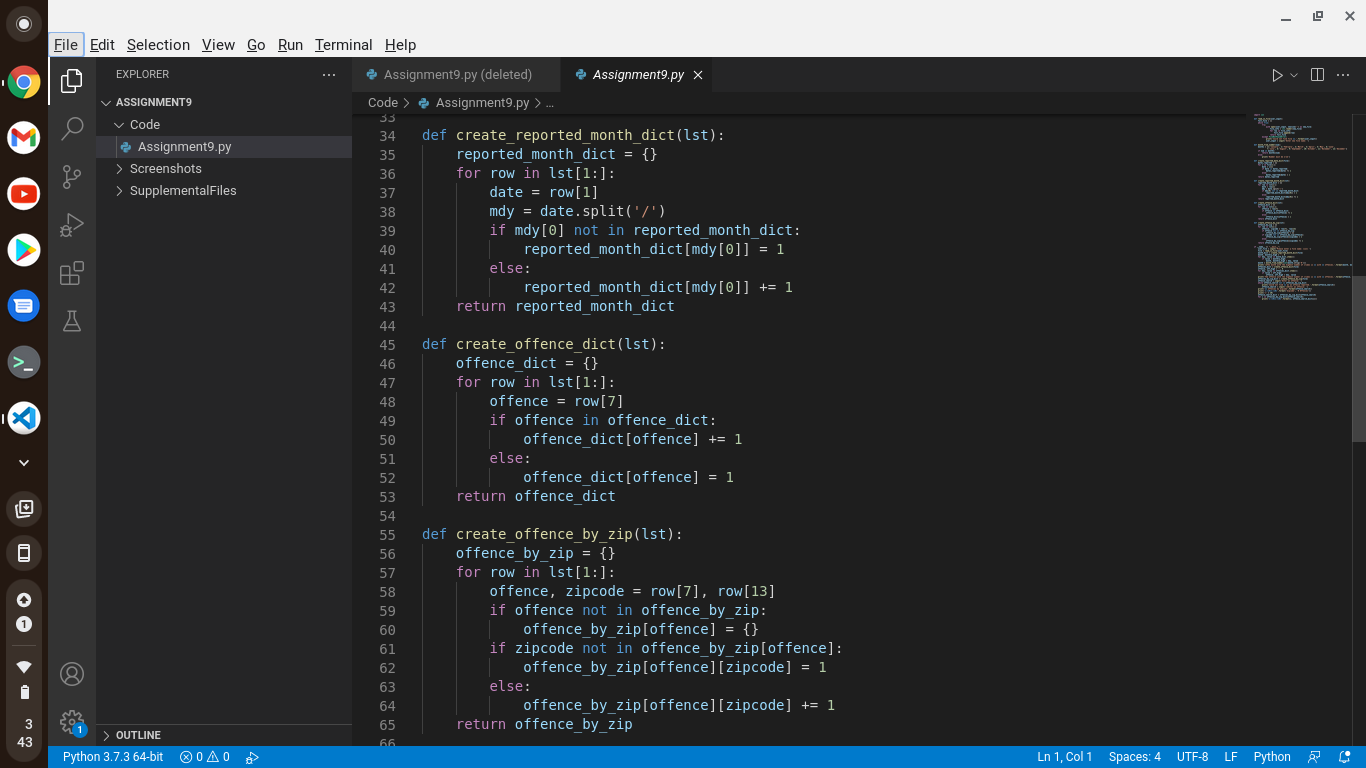 File Edit Selection View Go Run Terminal Help
EXPLORER
Assignment9.py (deleted)
Assignment9.py
ASSIGNMENT9
Code > Assignment9.py > ...
Code
Assignment9.py
Screenshots
SupplementalFiles
33
34 def create_reported_month_dict(lst):
35     reported_month_dict = {}
36     for row in lst[1:]:
37         date = row[1]
38         mdy = date.split('/')
39         if mdy[0] not in reported_month_dict:
40             reported_month_dict[mdy[0]] = 1
41         else:
42             reported_month_dict[mdy[0]] += 1
43     return reported_month_dict
44
45 def create_offence_dict(lst):
46     offence_dict = {}
47     for row in lst[1:]:
48         offence = row[7]
49         if offence in offence_dict:
50             offence_dict[offence] += 1
51         else:
52             offence_dict[offence] = 1
53     return offence_dict
54
55 def create_offence_by_zip(lst):
56     offence_by_zip = {}
57     for row in lst[1:]:
58         offence, zipcode = row[7], row[13]
59         if offence not in offence_by_zip:
60             offence_by_zip[offence] = {}
61         if zipcode not in offence_by_zip[offence]:
62             offence_by_zip[offence][zipcode] = 1
63         else:
64             offence_by_zip[offence][zipcode] += 1
65     return offence_by_zip
66
OUTLINE
1
1
3
43
Python 3.7.3 64-bit 0 0 Ln 1, Col 1 Spaces: 4 UTF-8 LF Python